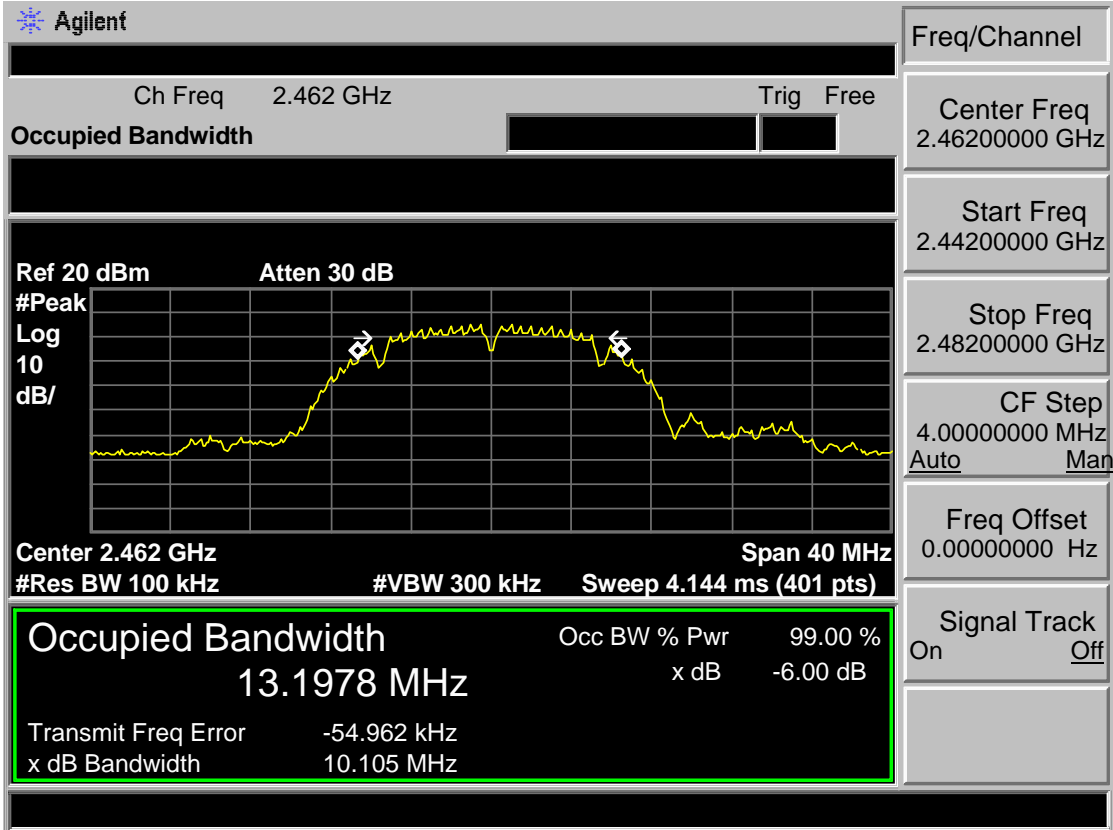 Agilent
Freq/Channel
Ch Freq 2.462 GHz Trig Free
Occupied Bandwidth
Center Freq
2.46200000 GHz
Start Freq
2.44200000 GHz
Ref 20 dBm Atten 30 dB
#Peak
Log
10
dB/
Stop Freq
2.48200000 GHz
CF Step
4.00000000 MHz
Auto Man
Freq Offset
0.00000000 Hz
Center 2.462 GHz Span 40 MHz
#Res BW 100 kHz #VBW 300 kHz Sweep 4.144 ms (401 pts)
Signal Track
On Off
Occupied Bandwidth
13.1978 MHz
Occ BW % Pwr 99.00 %
x dB -6.00 dB
Transmit Freq Error -54.962 kHz
x dB Bandwidth 10.105 MHz